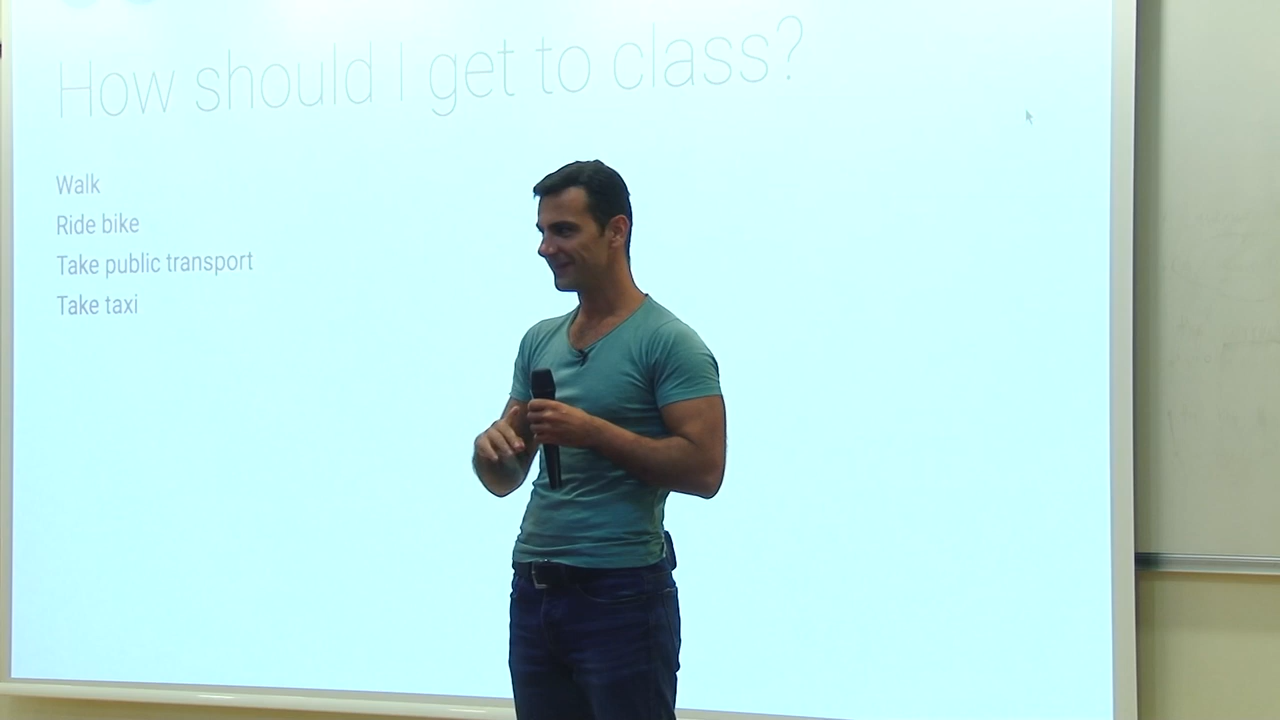 How should I get to class?
Walk
Ride bike
Take public transport
Take taxi